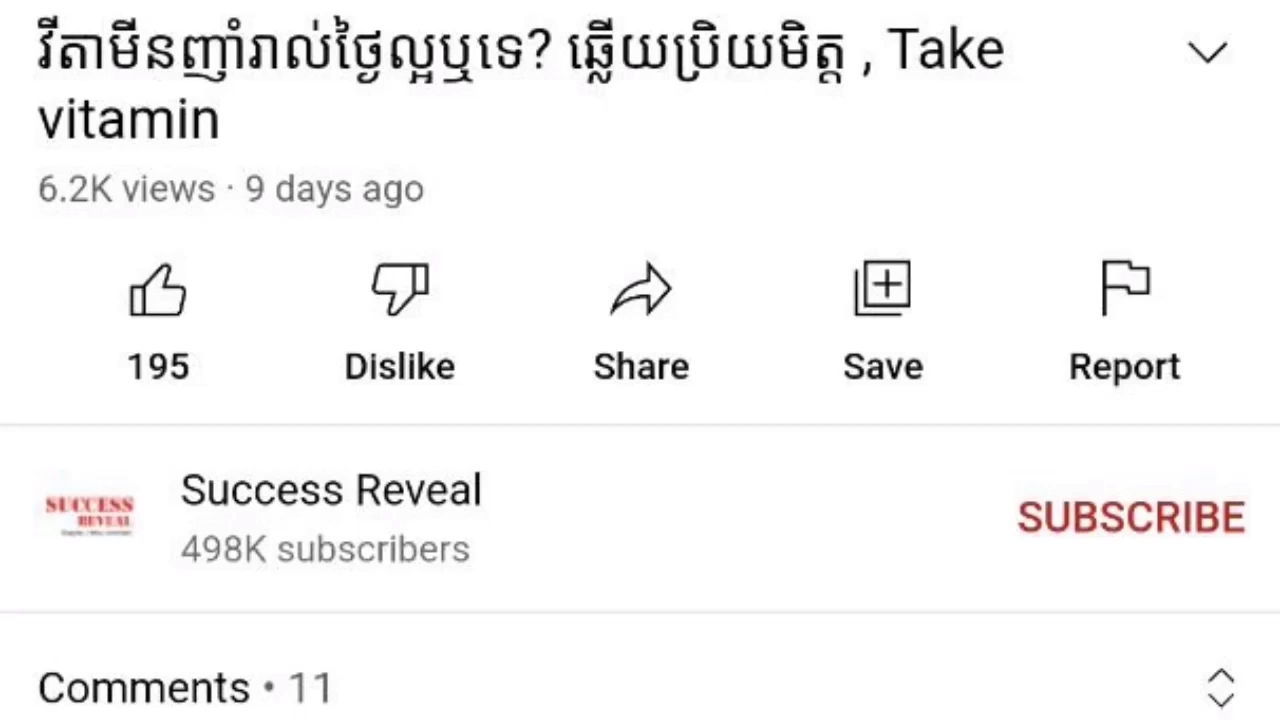 វីតាមីនញ៉ាំរាល់ថ្ងៃល្អឬទេ? ឆ្លើយប្រិយមិត្ត , Take
vitamin
6.2K views · 9 days ago
195 Dislike Share Save Report
Success Reveal
SUCCESS
REVEAL
498K subscribers
SUBSCRIBE
Comments • 11